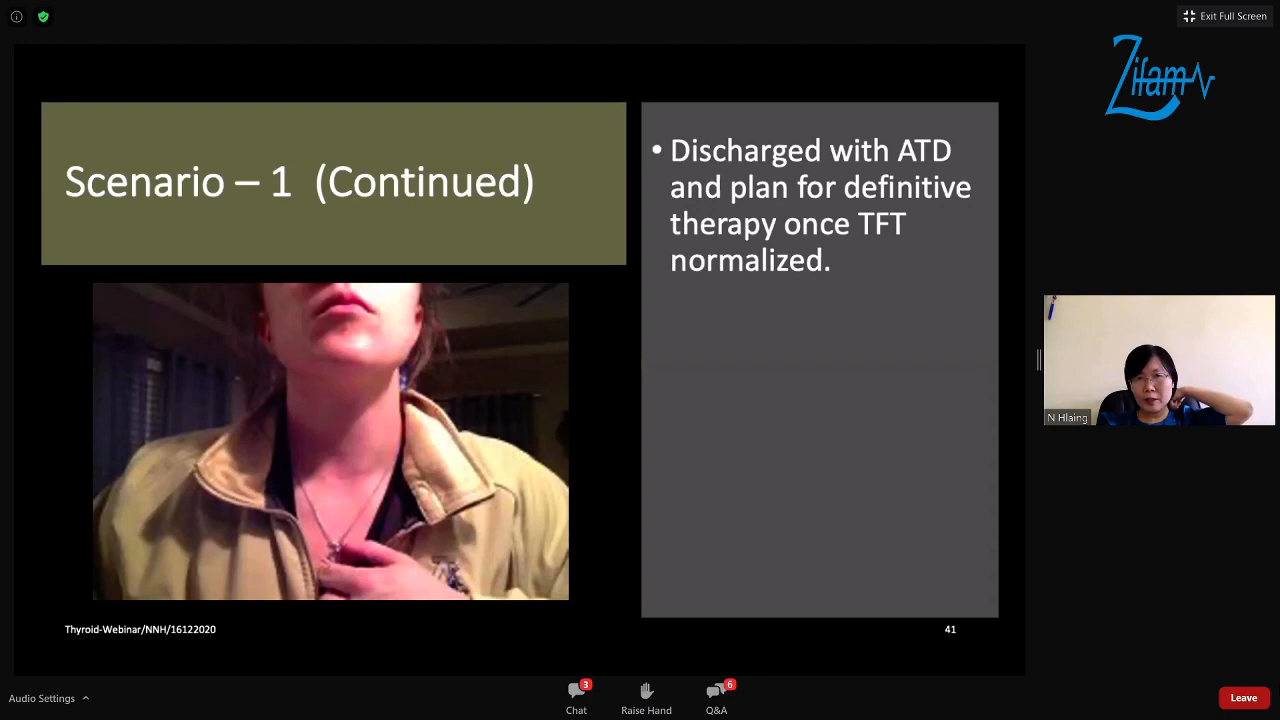 Exit Full Screen
Zifam
Scenario – 1 (Continued)
• Discharged with ATD
and plan for definitive
therapy once TFT
normalized.
N Hlaing
Thyroid-Webinar/NNH/16122020
41
Audio Settings
3
Chat
Raise Hand
6
Q&A
Leave